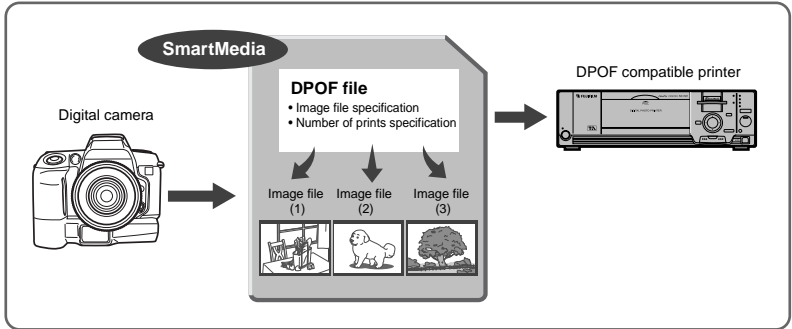 SmartMedia
DPOF file
• Image file specification
• Number of prints specification
Digital camera
DPOF compatible printer
Image file
(1)
Image file
(2)
Image file
(3)
FUJIFILM